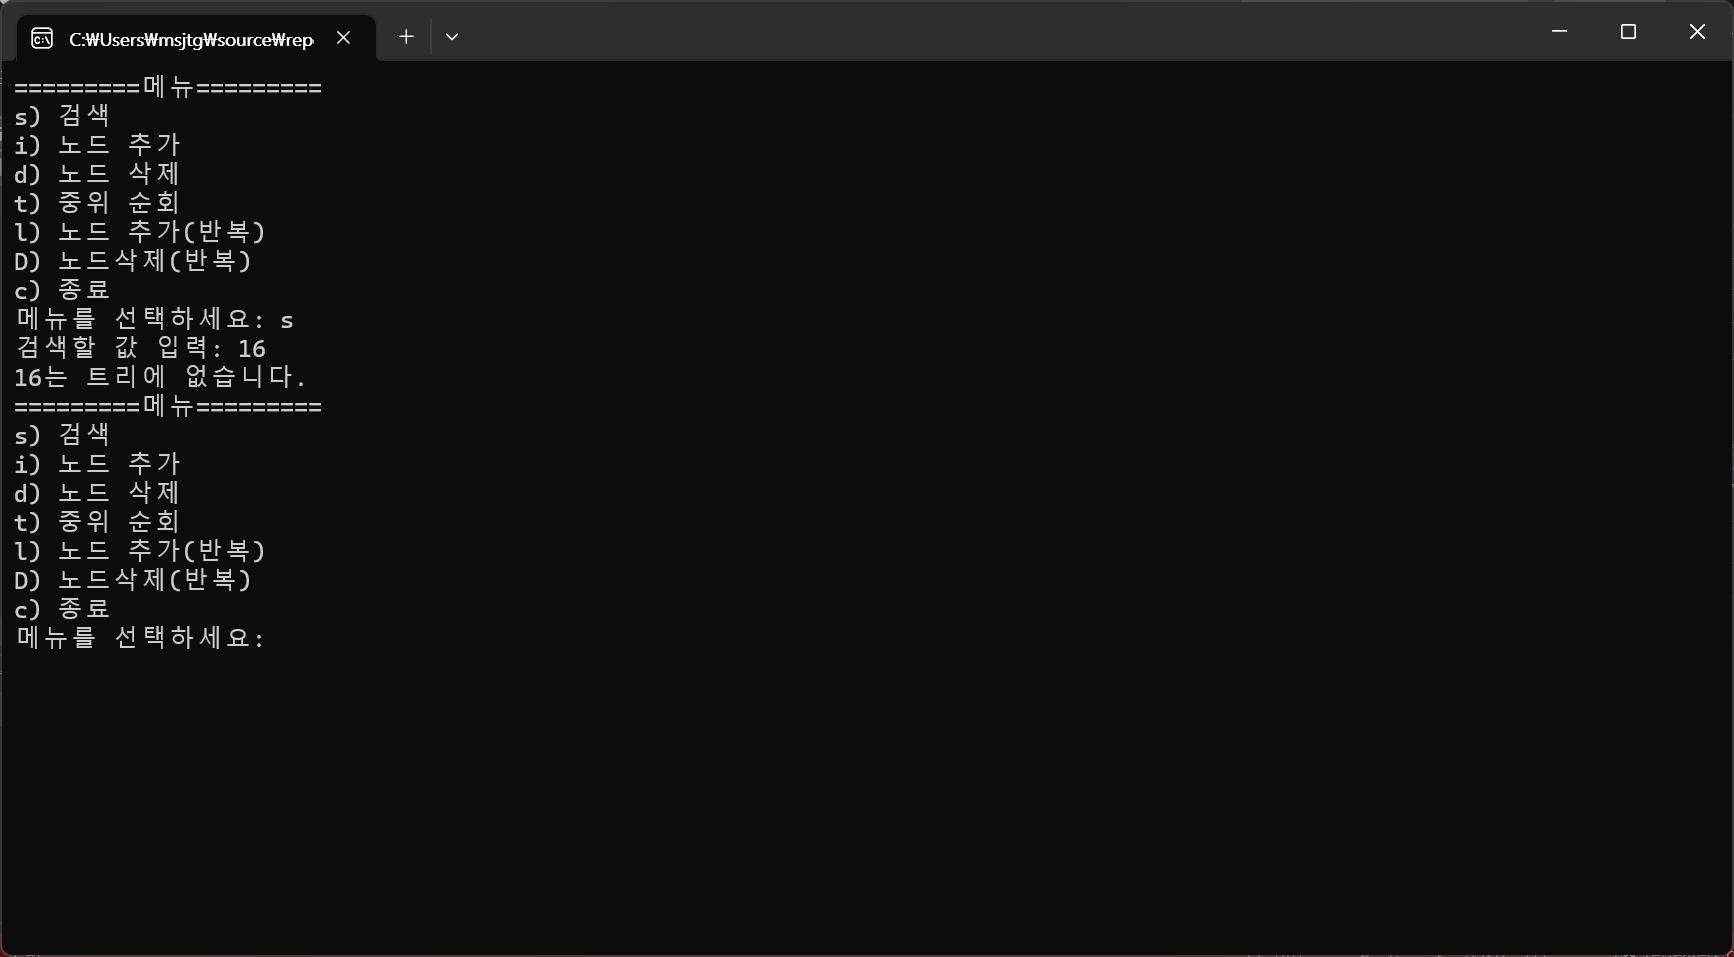 C:₩Users₩msjtg₩source₩rep
=========메뉴=========
s) 검색
i) 노드 추가
d) 노드 삭제
t) 중위 순회
l) 노드 추가(반복)
D) 노드삭제(반복)
c) 종료
메뉴를 선택하세요: s
검색할 값 입력: 16
16는 트리에 없습니다.
=========메뉴=========
s) 검색
i) 노드 추가
d) 노드 삭제
t) 중위 순회
l) 노드 추가(반복)
D) 노드삭제(반복)
c) 종료
메뉴를 선택하세요: